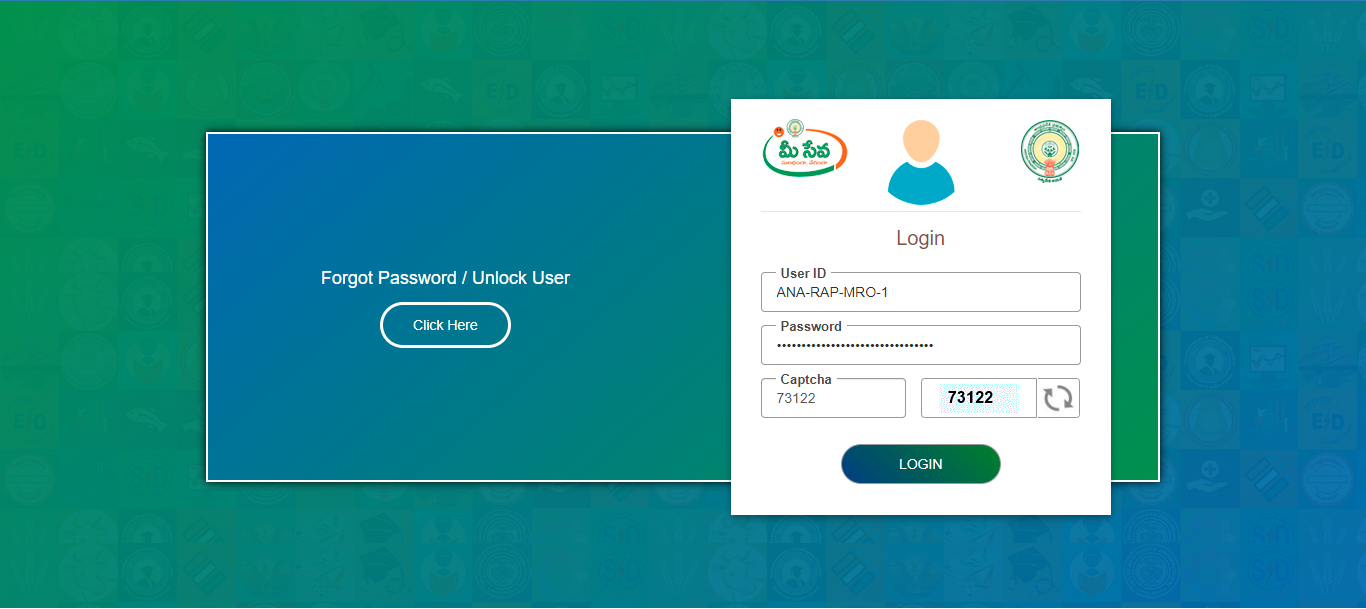 మీ సేవ
Login
Forgot Password / Unlock User
Click Here
User ID
ANA-RAP-MRO-1
Password
••••••••••••••••••••••••••••••••
Captcha
73122
73122
LOGIN